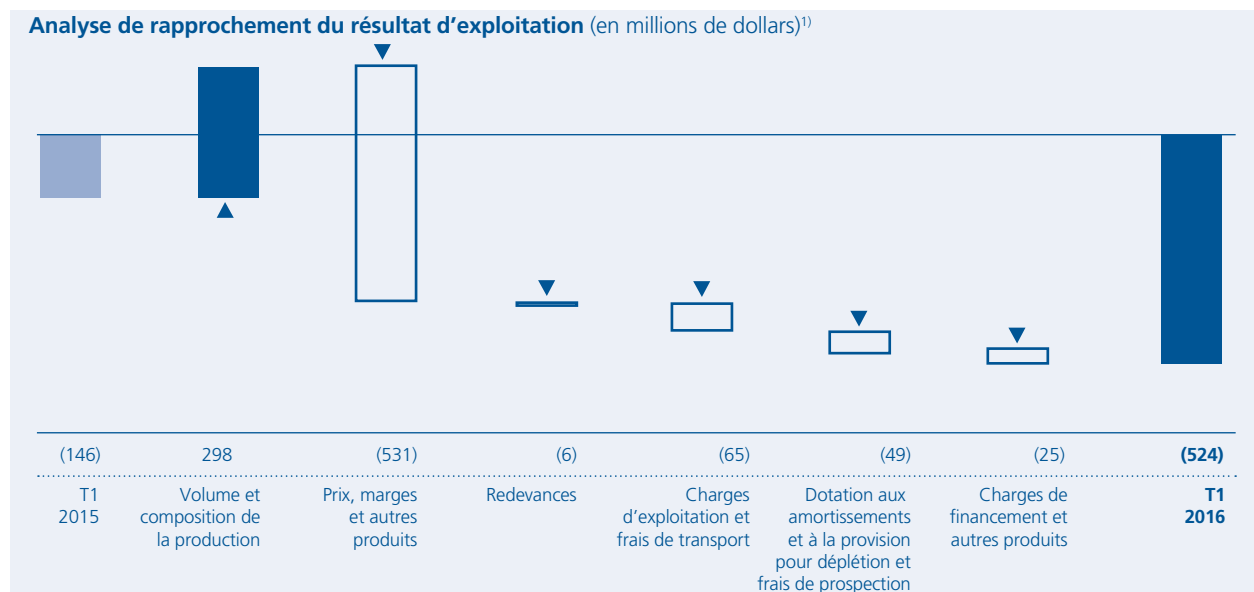 Analyse de rapprochement du résultat d’exploitation (en millions de dollars)1)
(146) 298 (531) (6) (65) (49) (25) (524)
T1
2015
Volume et
composition de
la production
Prix, marges
et autres
produits
Redevances
Charges
d’exploitation et
frais de transport
Dotation aux
amortissements
et à la provision
pour déplétion et
frais de prospection
Charges de
financement et
autres produits
T1
2016